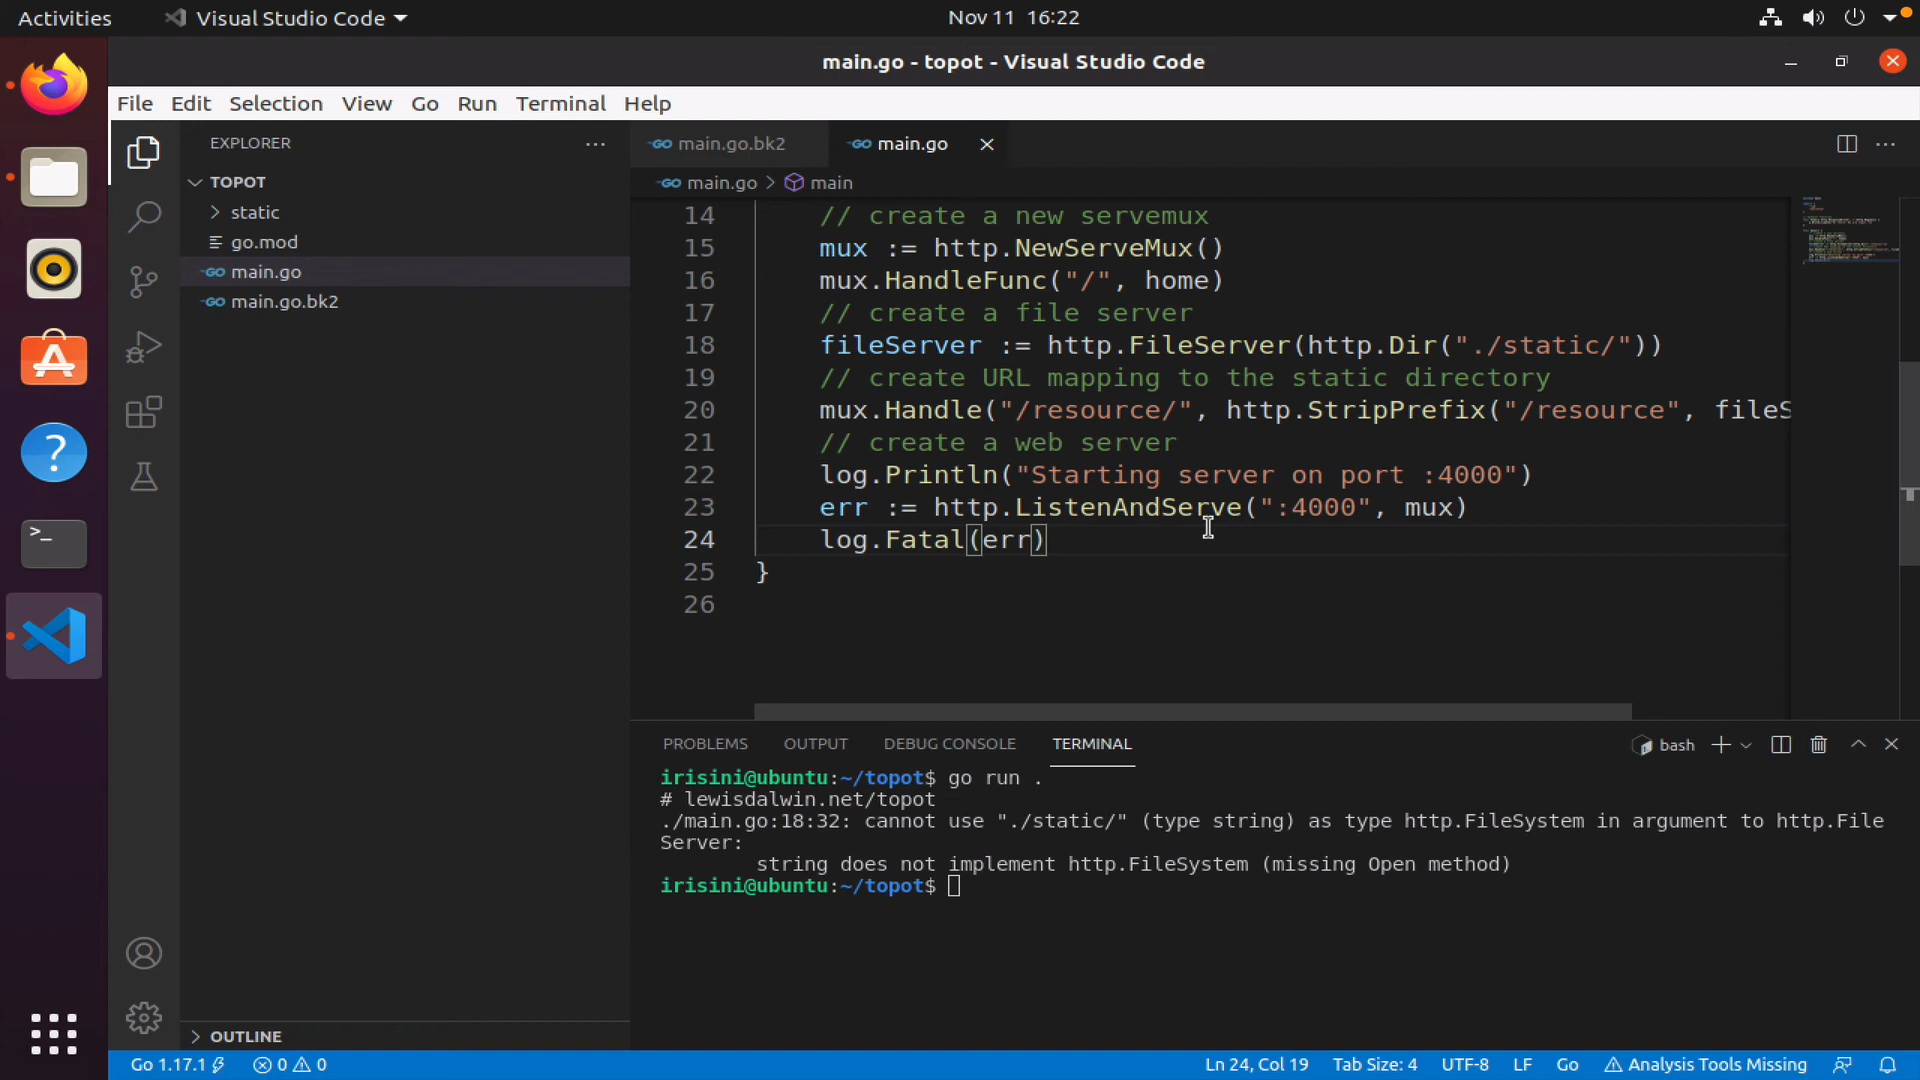 Activities
Visual Studio Code
Nov 11 16:22
main.go - topot - Visual Studio Code
File Edit Selection View Go Run Terminal Help
EXPLORER
TOPOT
static
go.mod
main.go
main.go.bk2
OUTLINE
main.go.bk2
main.go
main.go > main
14 // create a new servemux
15 mux := http.NewServeMux()
16 mux.HandleFunc("/", home)
17 // create a file server
18 fileServer := http.FileServer(http.Dir("./static/"))
19 // create URL mapping to the static directory
20 mux.Handle("/resource/", http.StripPrefix("/resource", fileS
21 // create a web server
22 log.Println("Starting server on port :4000")
23 err := http.ListenAndServe(":4000", mux)
24 log.Fatal(err)
25 }
26
PROBLEMS OUTPUT DEBUG CONSOLE TERMINAL
bash
irisini@ubuntu:~/topot$ go run .
# lewisdalwin.net/topot
./main.go:18:32: cannot use "./static/" (type string) as type http.FileSystem in argument to http.File
Server:
string does not implement http.FileSystem (missing Open method)
irisini@ubuntu:~/topot$
Go 1.17.1 0 0 Ln 24, Col 19 Tab Size: 4 UTF-8 LF Go Analysis Tools Missing